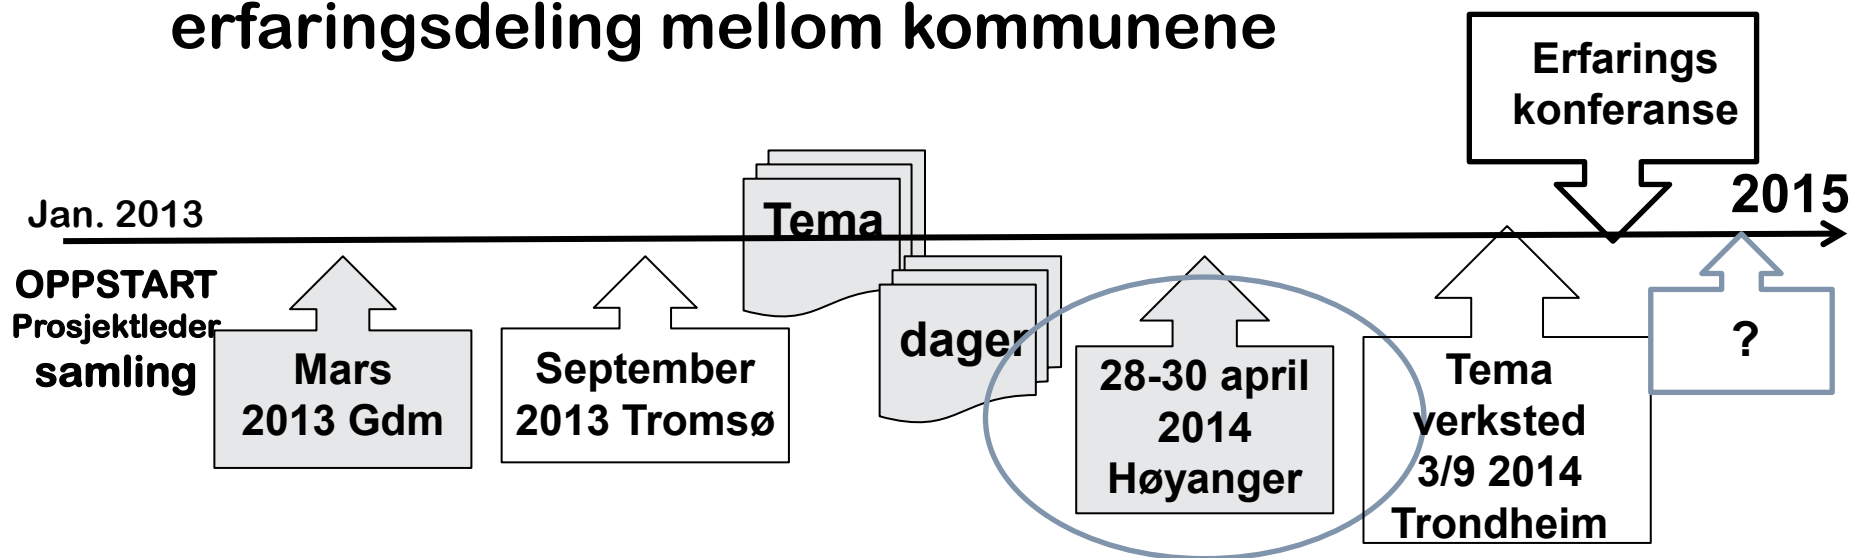 erfaringsdeling mellom kommunene
Erfarings
konferanse
2015
Jan. 2013
OPPSTART
Prosjektleder
samling
Mars
2013 Gdm
September
2013 Tromsø
Tema
dager
28-30 april
2014
Høyanger
Tema
verksted
3/9 2014
Trondheim
?